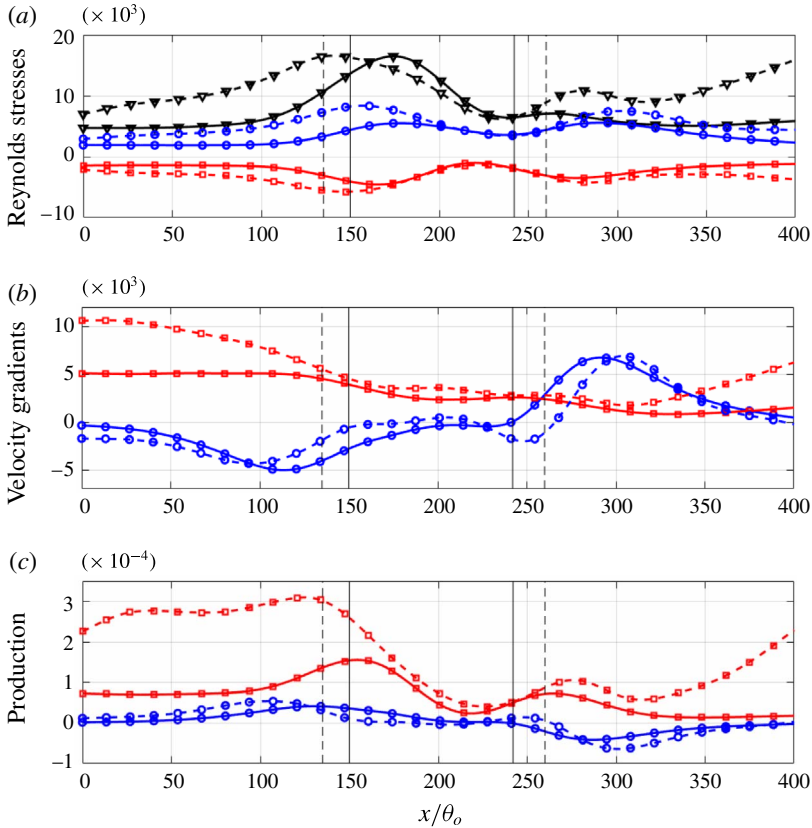 (a) (× 10³)
Reynolds stresses
20
10
0
−10
0 50 100 150 200 250 300 350 400
(b) (× 10³)
Velocity gradients
10
5
0
−5
0 50 100 150 200 250 300 350 400
(c) (× 10⁻⁴)
Production
3
2
1
0
−1
0 50 100 150 200 250 300 350 400
x/θₒ